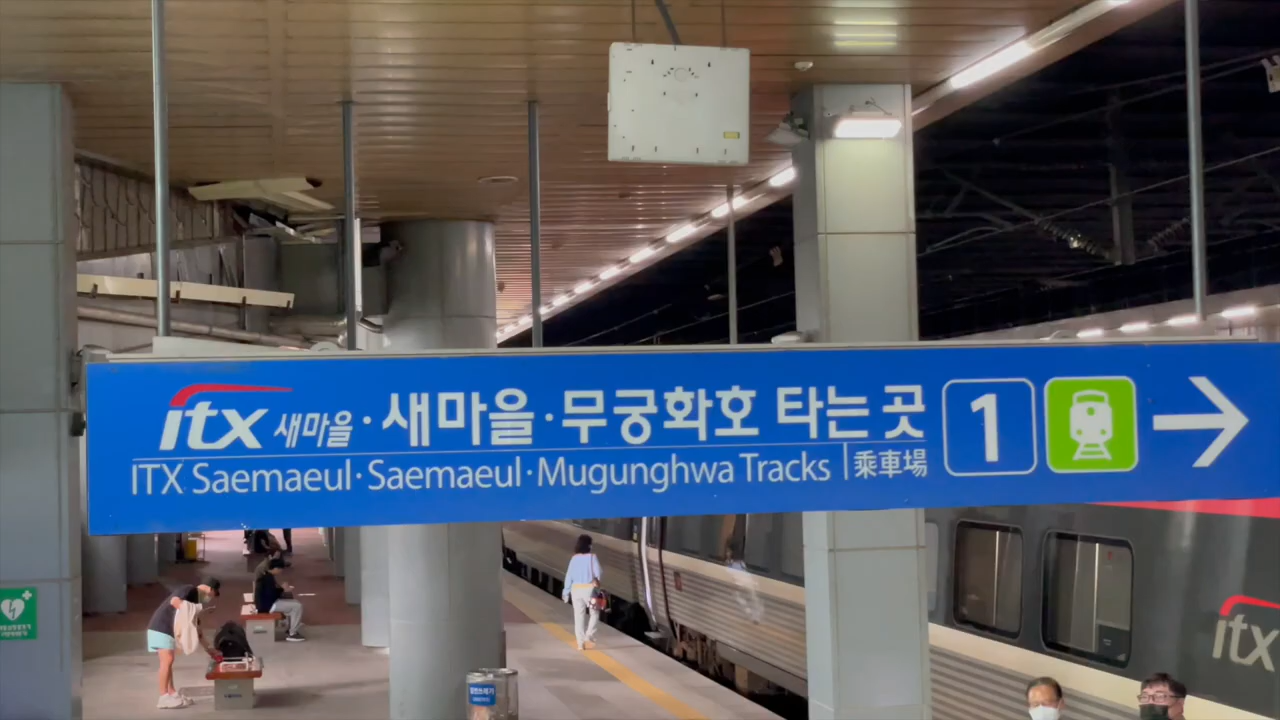 itx 새마을 · 새마을 · 무궁화호 타는 곳
ITX Saemaeul · Saemaeul · Mugunghwa Tracks | 乘車場
1
itx